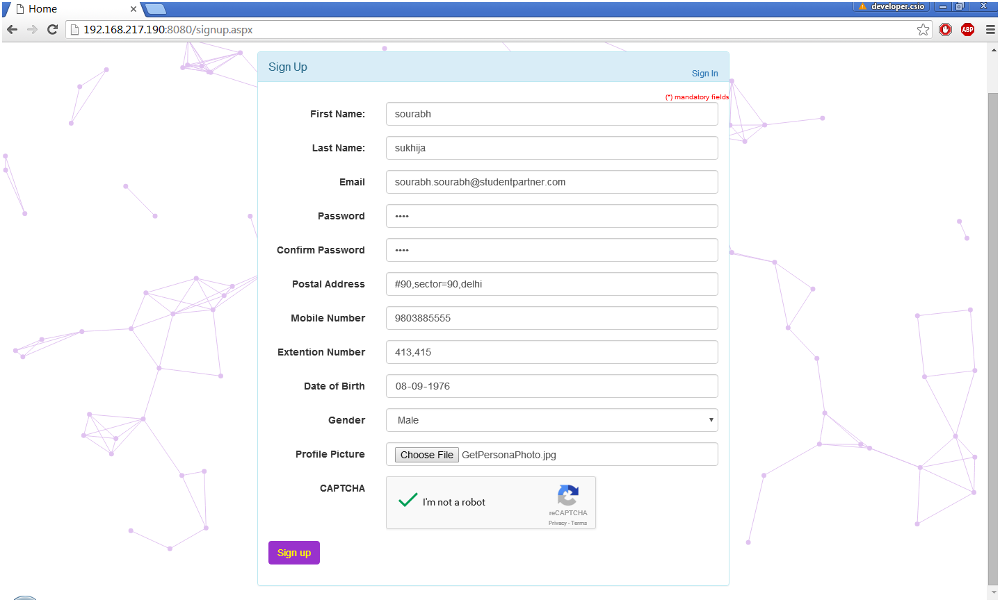 Home
developer.csio
192.168.217.190:8080/signup.aspx
ABP
Sign Up
Sign In
(*) mandatory fields
First Name: sourabh
Last Name: sukhija
Email sourabh.sourabh@studentpartner.com
Password ••••
Confirm Password ••••
Postal Address #90,sector=90,delhi
Mobile Number 9803885555
Extention Number 413,415
Date of Birth 08-09-1976
Gender Male
Profile Picture Choose File GetPersonaPhoto.jpg
CAPTCHA
I'm not a robot
reCAPTCHA
Privacy - Terms
Sign up